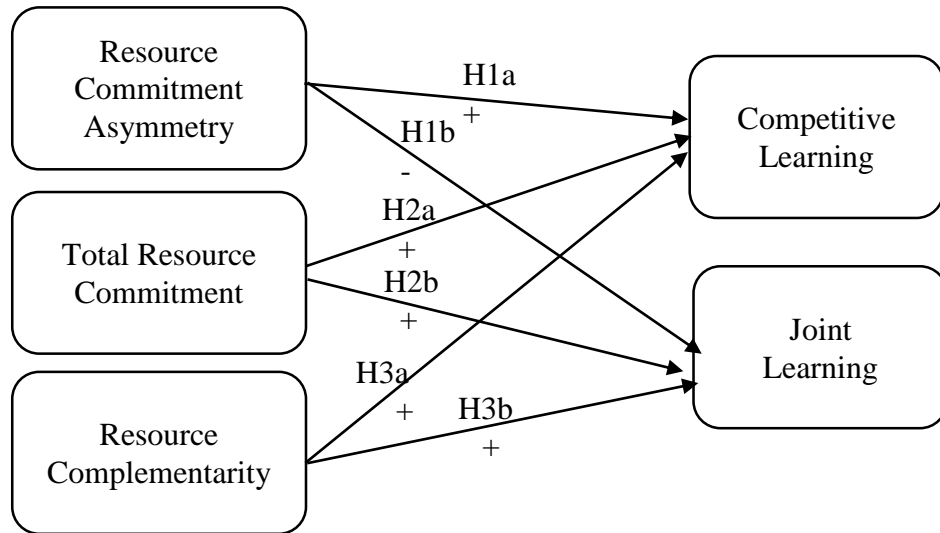 Resource
Commitment
Asymmetry
H1a
+
H1b
-
Competitive
Learning
Total Resource
Commitment
H2a
+
H2b
+
Joint
Learning
Resource
Complementarity
H3a
+
H3b
+